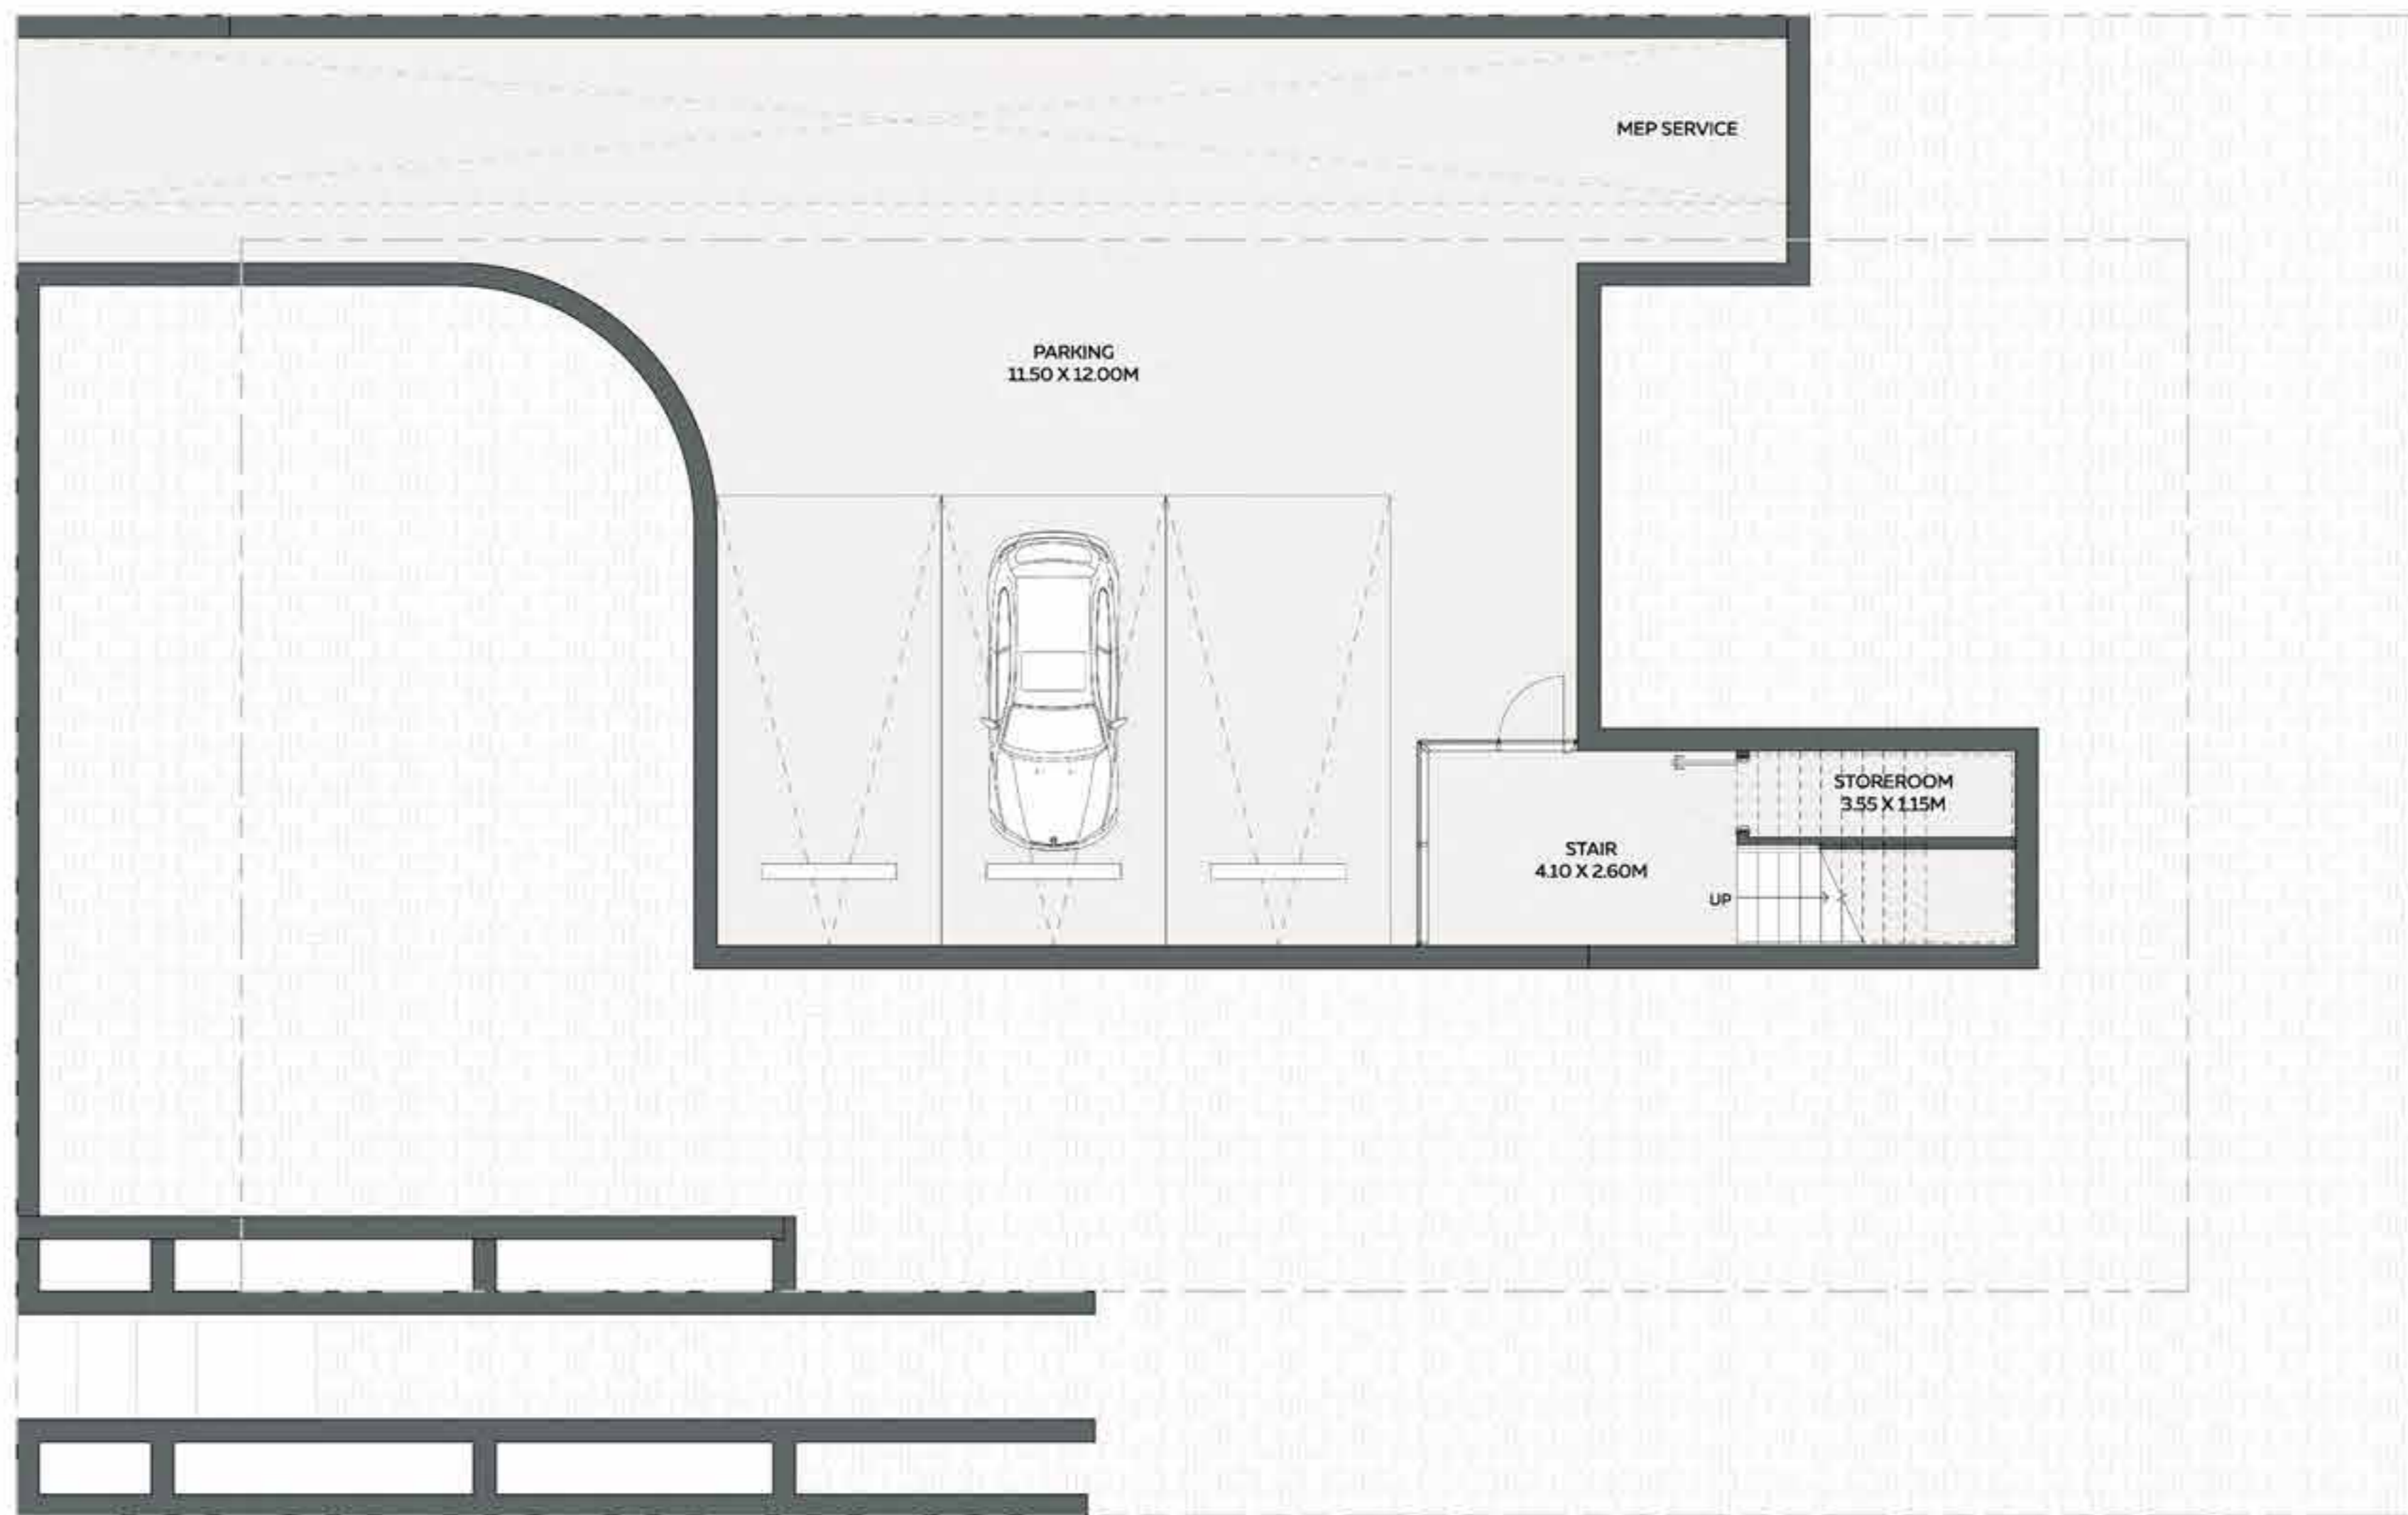 MEP SERVICE
PARKING
11.50 X 12.00M
STOREROOM
3.55 X 1.15M
STAIR
4.10 X 2.60M
UP